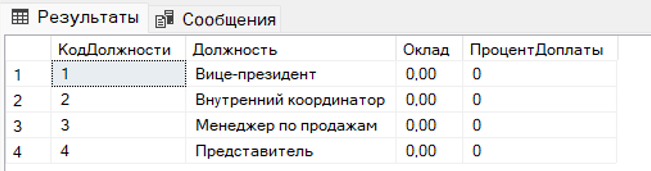 Результаты Сообщения
КодДолжности Должность Оклад ПроцентДоплаты
1 1 Вице-президент 0,00 0
2 2 Внутренний координатор 0,00 0
3 3 Менеджер по продажам 0,00 0
4 4 Представитель 0,00 0